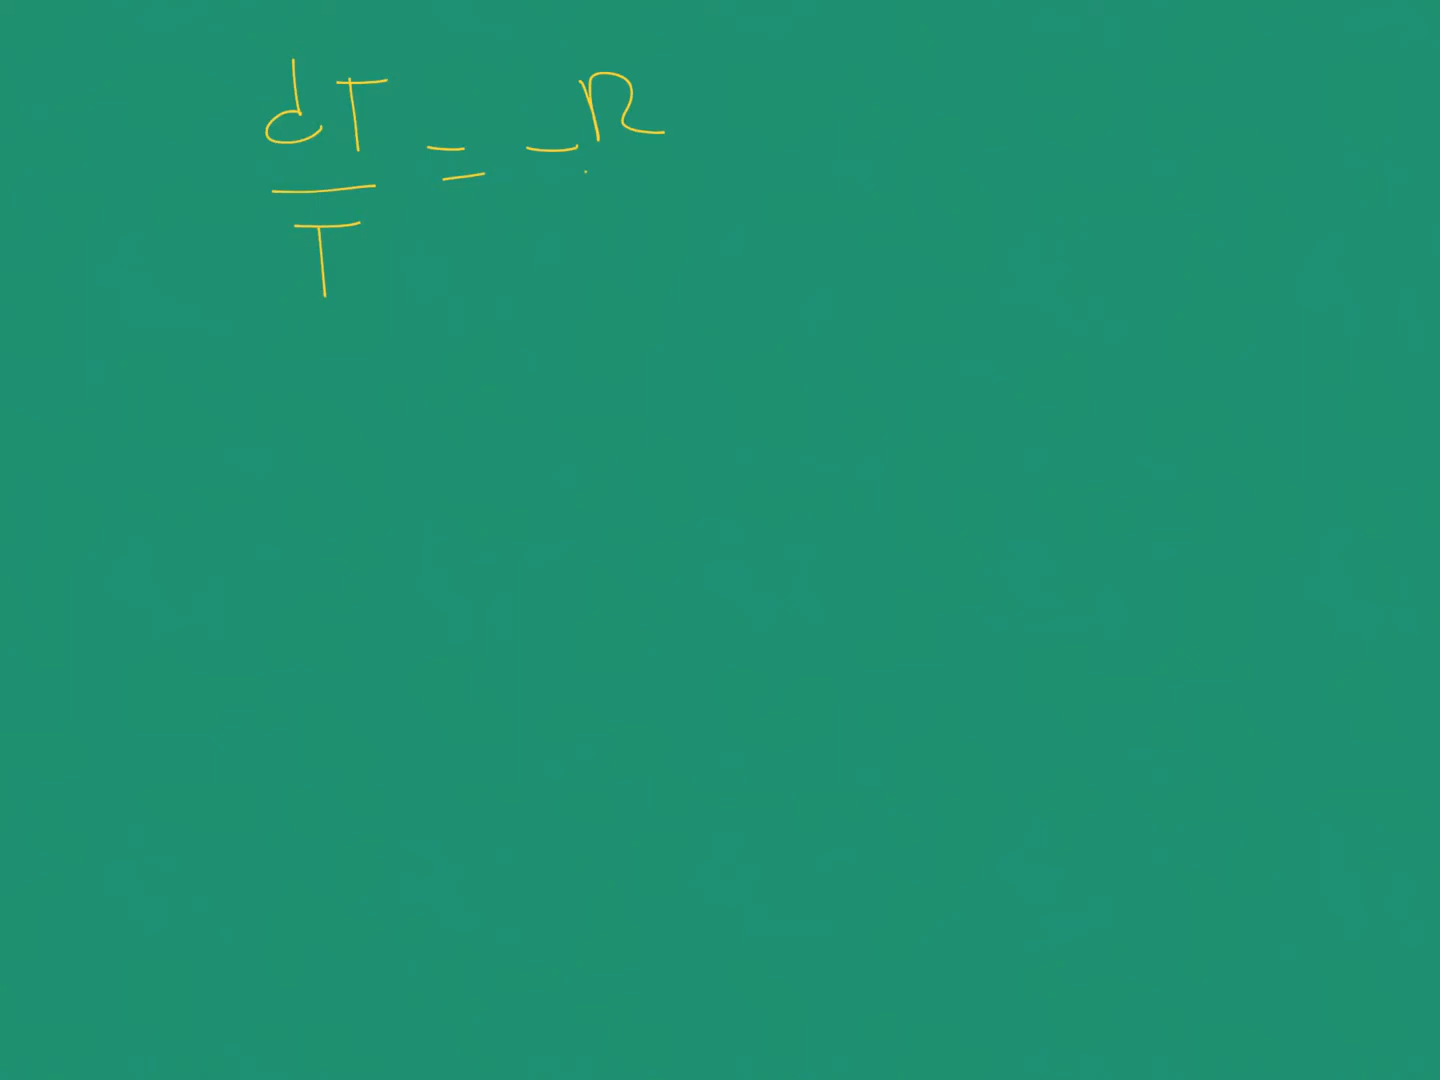 dT/T = -R